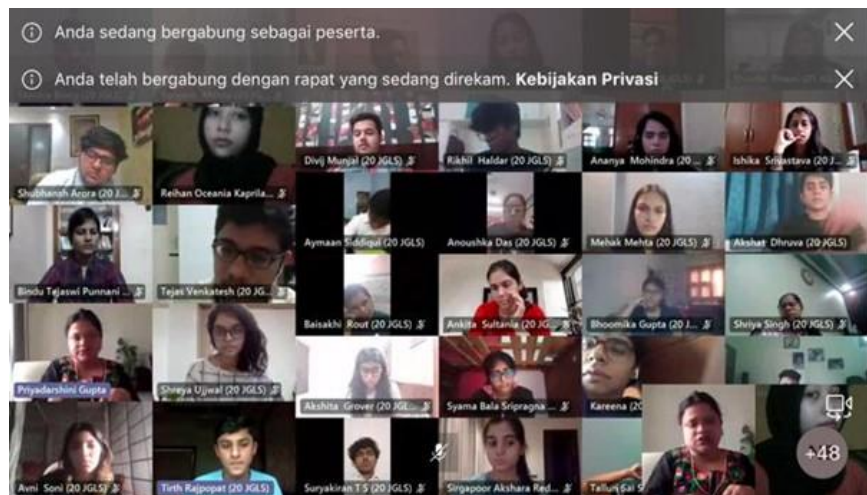 Anda sedang bergabung sebagai peserta.
Anda telah bergabung dengan rapat yang sedang direkam. Kebijakan Privasi
Shubhansh Arora (20 J...
Reihan Oceania Kaprila...
Divij Munjal (20 JGLS)
Rikhil Haldar (20 JGLS)
Ananya Mohindra (20 ...
Ishika Srivastava (20 J...
Bindu Tejaswi Punnani ...
Tejas Venkatesh (20 JG...
Aymaan Siddiqui (20 JGLS)
Anoushka Das (20 JGLS)
Mehak Mehta (20 JGLS)
Akshat Dhruva (20 JGLS)
Baisakhi Rout (20 JGLS)
Ankita Sultania (20 JG...
Bhoomika Gupta (20 J...
Shriya Singh (20 JGLS)
Priyadarshini Gupta
Shreya Ujjwal (20 JGLS)
Akshita Grover (20 JGL...
Syama Bala Sripragna ...
Kareena (20
Avni Soni (20 JGLS)
Tirth Rajpopat (20 JGLS)
Suryakiran T S (20 JGLS)
Sirgapoor Akshara Red...
Talluri Sai S
+48